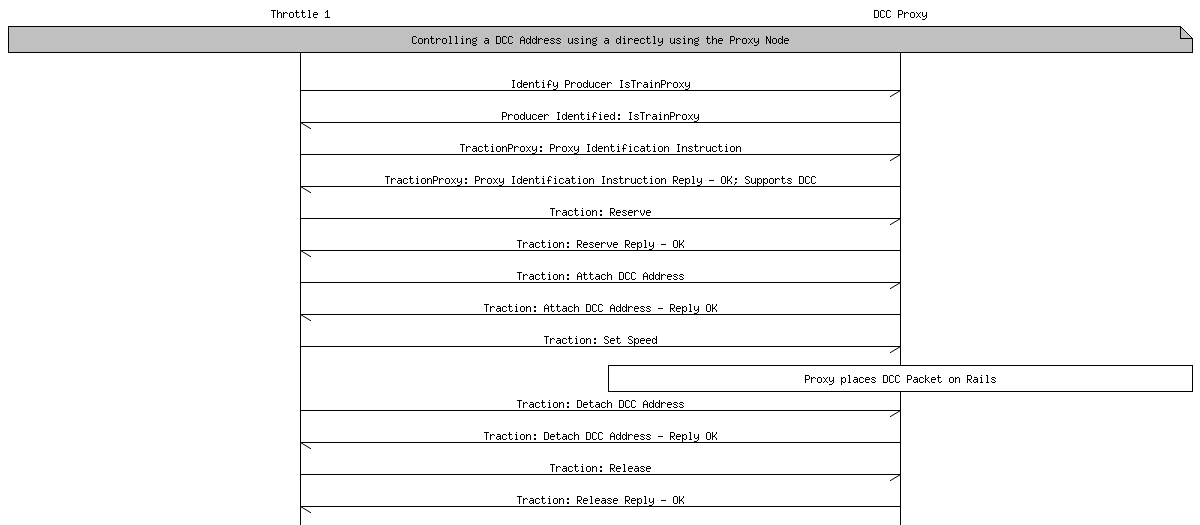 Throttle 1
DCC Proxy
Controlling a DCC Address using a directly using the Proxy Node
Identify Producer IsTrainProxy
Producer Identified: IsTrainProxy
TractionProxy: Proxy Identification Instruction
TractionProxy: Proxy Identification Instruction Reply - OK; Supports DCC
Traction: Reserve
Traction: Reserve Reply - OK
Traction: Attach DCC Address
Traction: Attach DCC Address - Reply OK
Traction: Set Speed
Proxy places DCC Packet on Rails
Traction: Detach DCC Address
Traction: Detach DCC Address - Reply OK
Traction: Release
Traction: Release Reply - OK